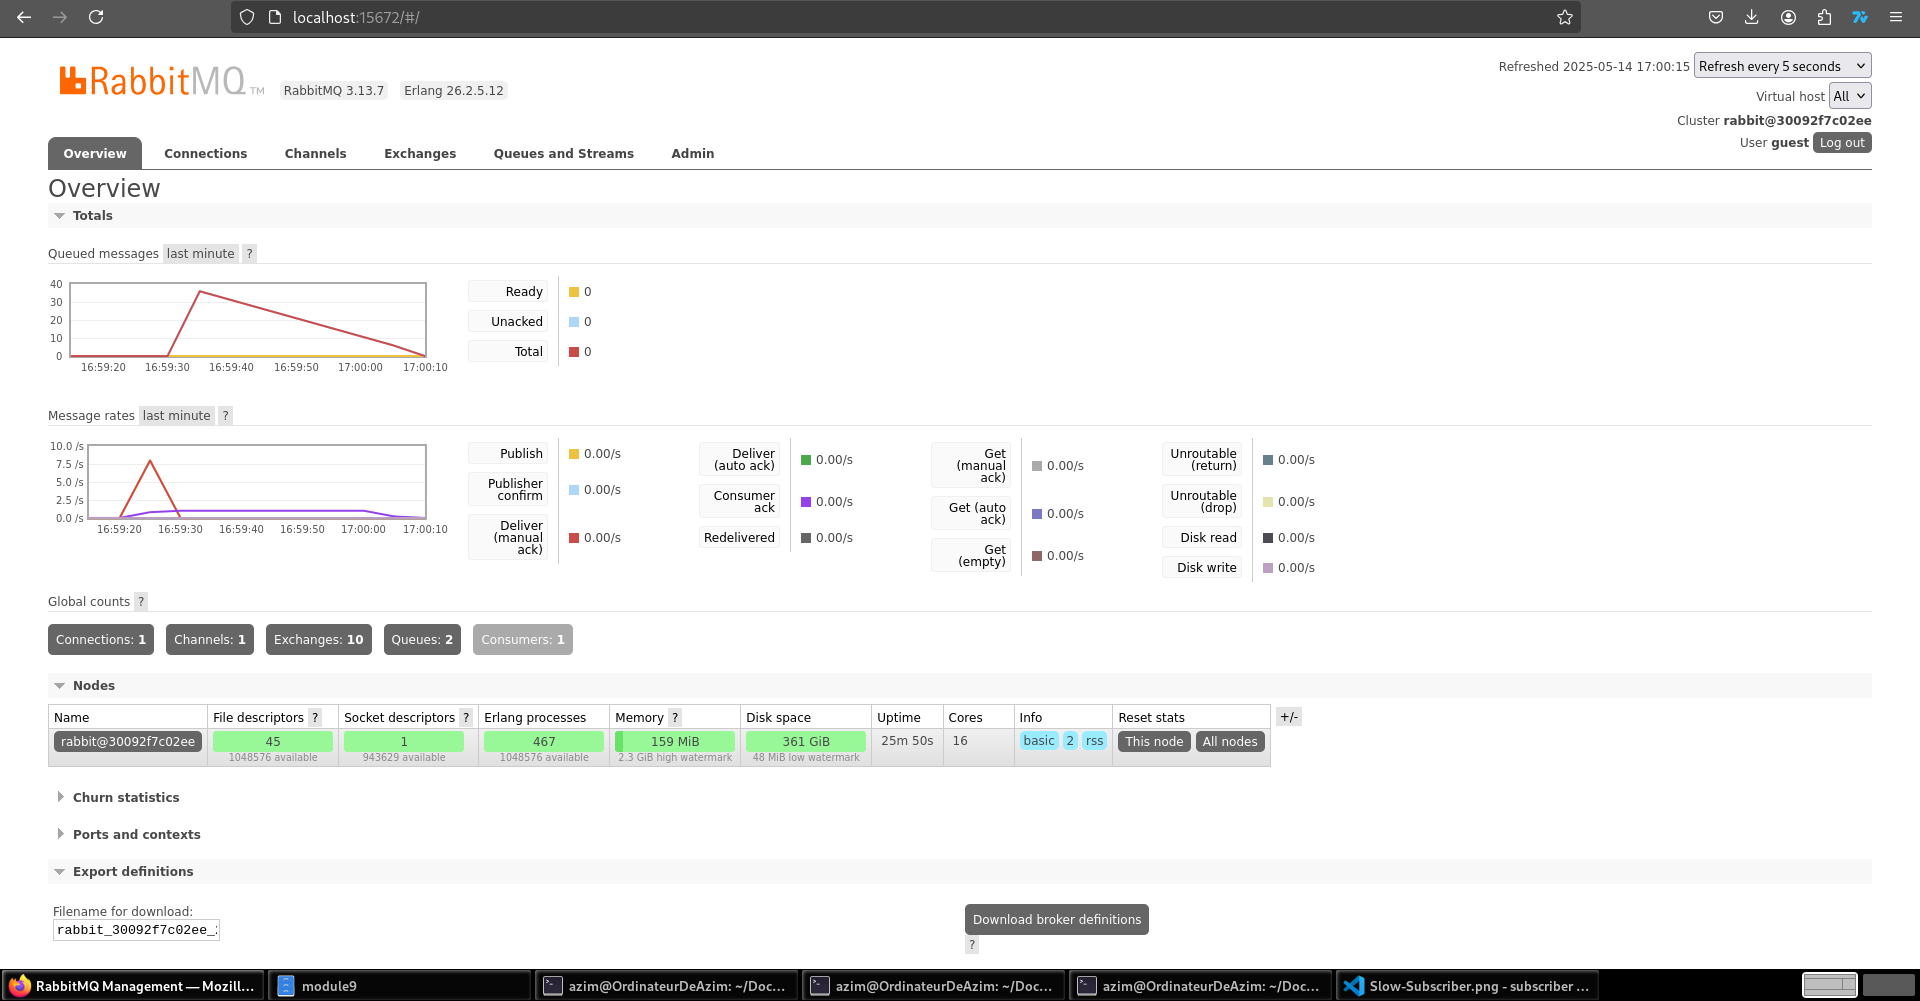 localhost:15672/#/
RabbitMQ TM RabbitMQ 3.13.7 Erlang 26.2.5.12
Refreshed 2025-05-14 17:00:15 Refresh every 5 seconds
Virtual host All
Cluster rabbit@30092f7c02ee
User guest Log out
Overview Connections Channels Exchanges Queues and Streams Admin
Overview
Totals
Queued messages last minute ?
40
30
20
10
0
16:59:20 16:59:30 16:59:40 16:59:50 17:00:00 17:00:10
Ready 0
Unacked 0
Total 0
Message rates last minute ?
10.0 /s
7.5 /s
5.0 /s
2.5 /s
0.0 /s
16:59:20 16:59:30 16:59:40 16:59:50 17:00:00 17:00:10
Publish 0.00/s
Publisher
confirm 0.00/s
Deliver
(manual
ack) 0.00/s
Deliver
(auto ack) 0.00/s
Consumer
ack 0.00/s
Redelivered 0.00/s
Get
(manual
ack) 0.00/s
Get (auto
ack) 0.00/s
Get
(empty) 0.00/s
Unroutable
(return) 0.00/s
Unroutable
(drop) 0.00/s
Disk read 0.00/s
Disk write 0.00/s
Global counts ?
Connections: 1 Channels: 1 Exchanges: 10 Queues: 2 Consumers: 1
Nodes
Name File descriptors ? Socket descriptors ? Erlang processes Memory ? Disk space Uptime Cores Info Reset stats +/-
rabbit@30092f7c02ee 45 1 467 159 MiB 361 GiB 25m 50s 16 basic 2 rss This node All nodes
1048576 available 943629 available 1048576 available 2.3 GiB high watermark 48 MiB low watermark
Churn statistics
Ports and contexts
Export definitions
Filename for download:
rabbit_30092f7c02ee_
Download broker definitions
?
RabbitMQ Management — Mozill... module9 azim@OrdinateurDeAzim: ~/Doc... azim@OrdinateurDeAzim: ~/Doc... azim@OrdinateurDeAzim: ~/Doc... Slow-Subscriber.png - subscriber ...